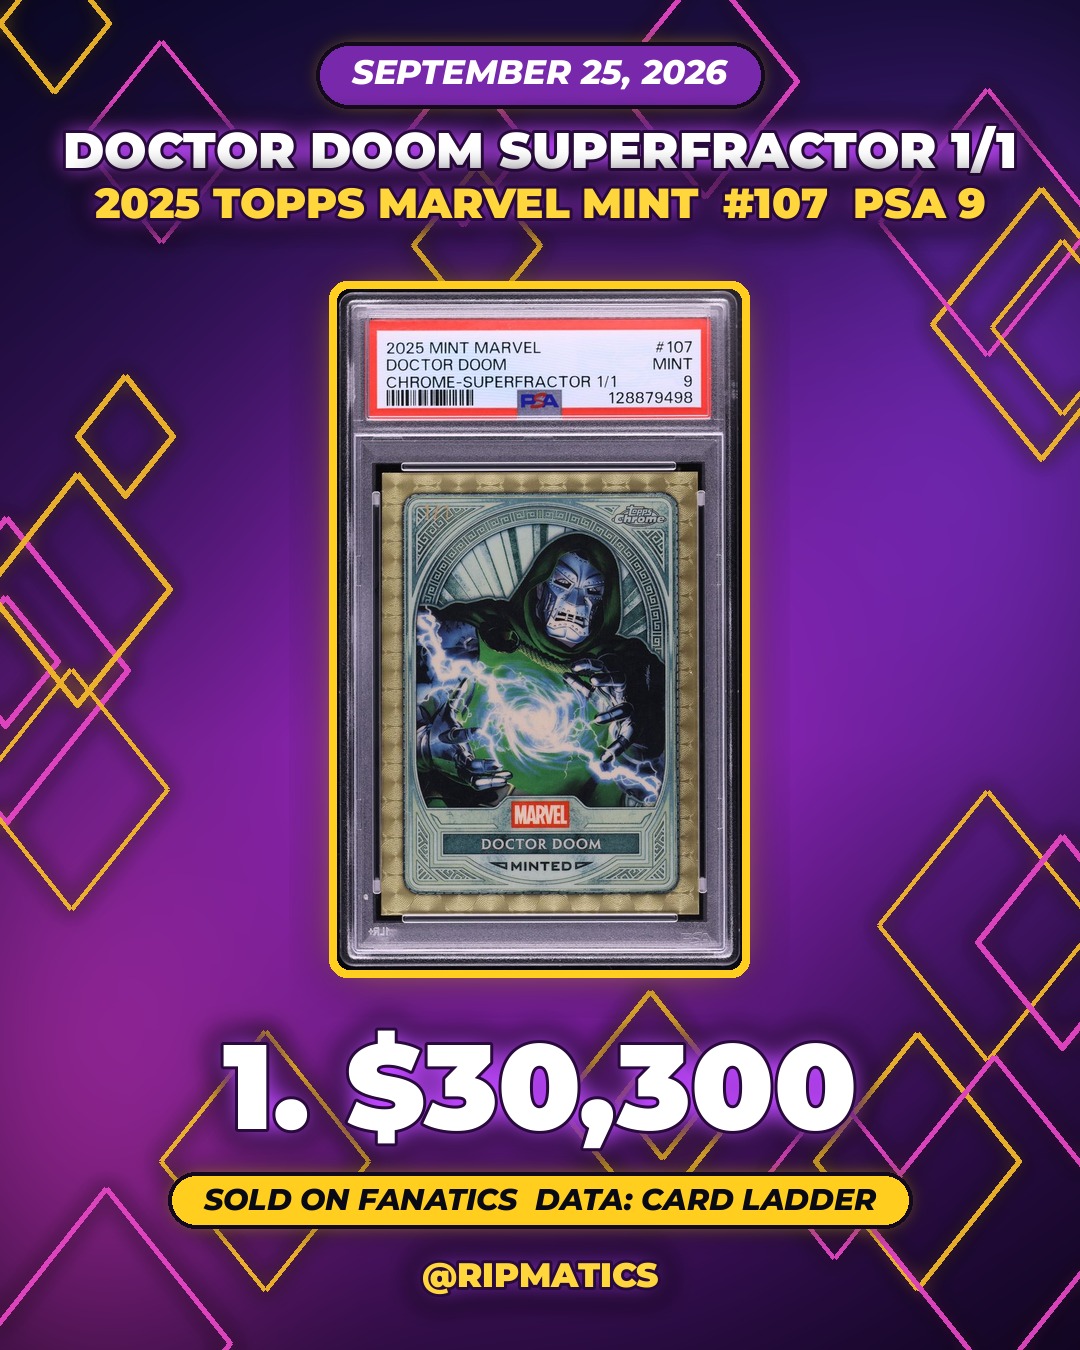 SEPTEMBER 25, 2026
DOCTOR DOOM SUPERFRACTOR 1/1
2025 TOPPS MARVEL MINT #107 PSA 9
2025 MINT MARVEL #107
DOCTOR DOOM MINT
CHROME-SUPERFRACTOR 1/1 9
PSA 128879498
Topps
Chrome
MARVEL
DOCTOR DOOM
MINTED
1. $30,300
SOLD ON FANATICS DATA: CARD LADDER
@RIPMATICS